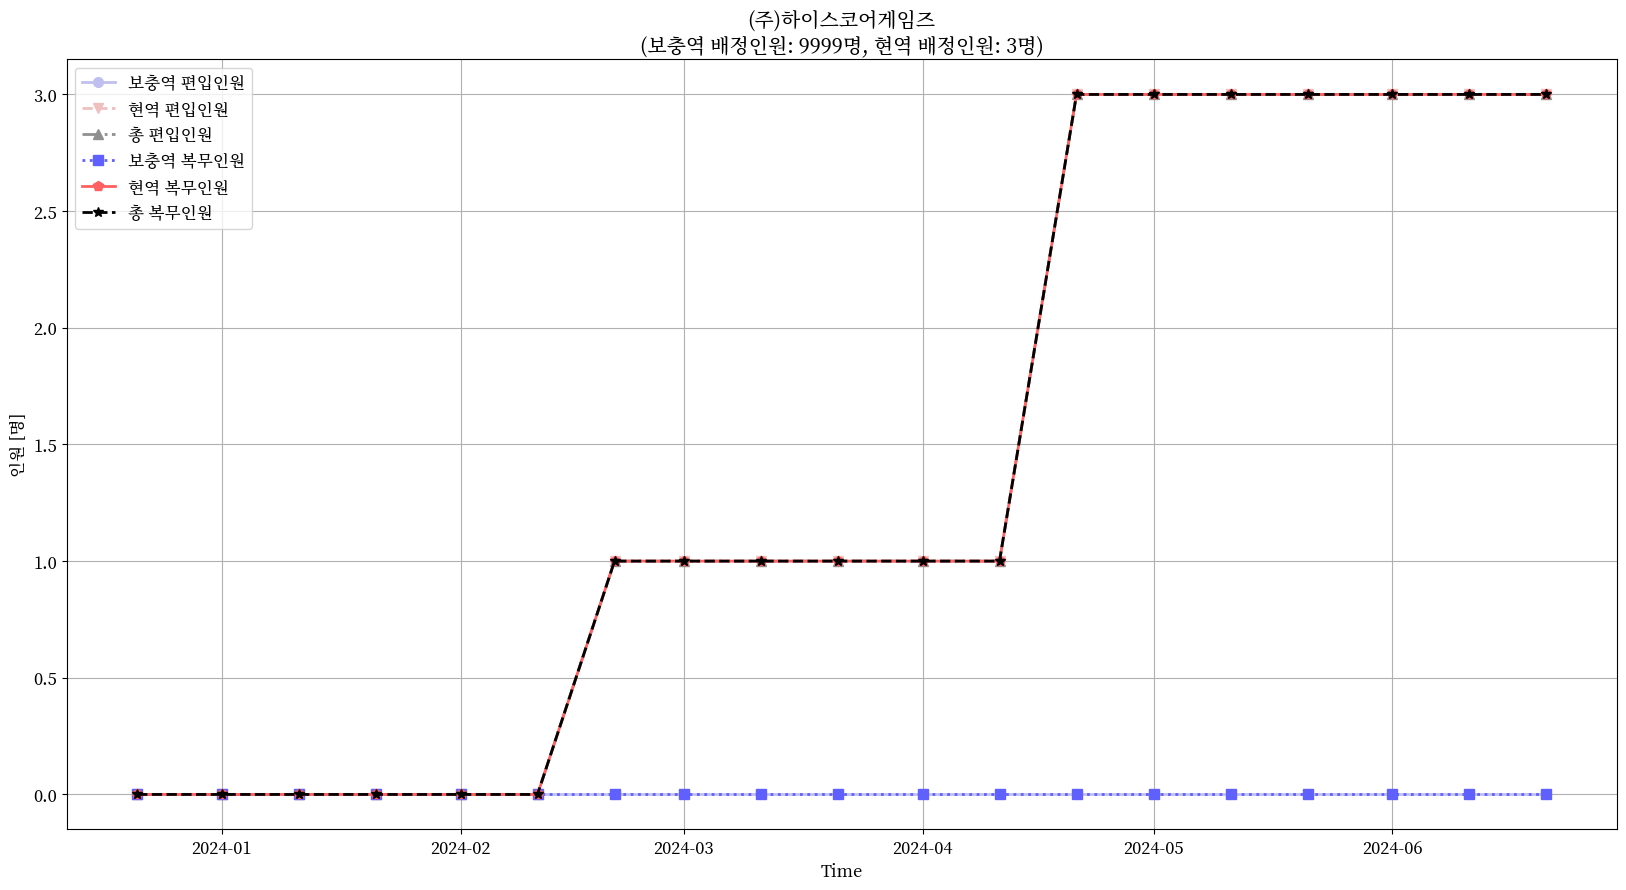 (주)하이스코어게임즈
(보충역 배정인원: 9999명, 현역 배정인원: 3명)
보충역 편입인원
현역 편입인원
총 편입인원
보충역 복무인원
현역 복무인원
총 복무인원
인원 [명]
3.0
2.5
2.0
1.5
1.0
0.5
0.0
2024-01
2024-02
2024-03
2024-04
2024-05
2024-06
Time